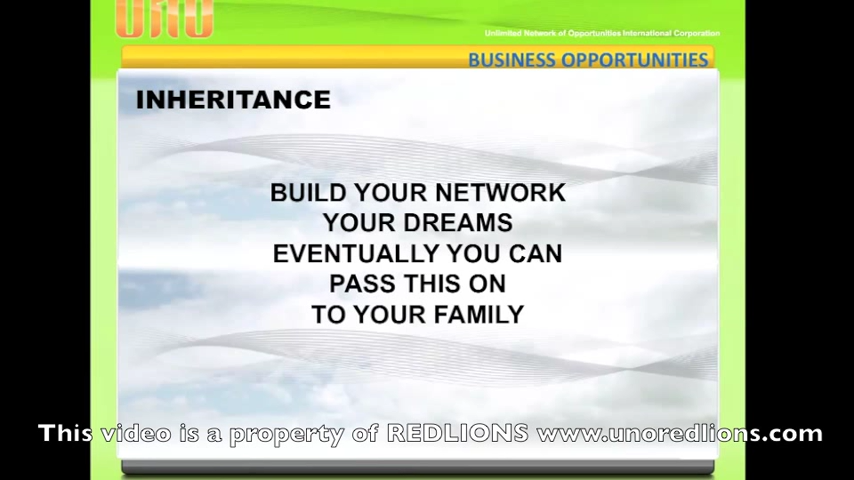 UNO
Unlimited Network of Opportunities International Corporation
BUSINESS OPPORTUNITIES
INHERITANCE
BUILD YOUR NETWORK
YOUR DREAMS
EVENTUALLY YOU CAN
PASS THIS ON
TO YOUR FAMILY
This video is a property of REDLIONS www.unoredlions.com